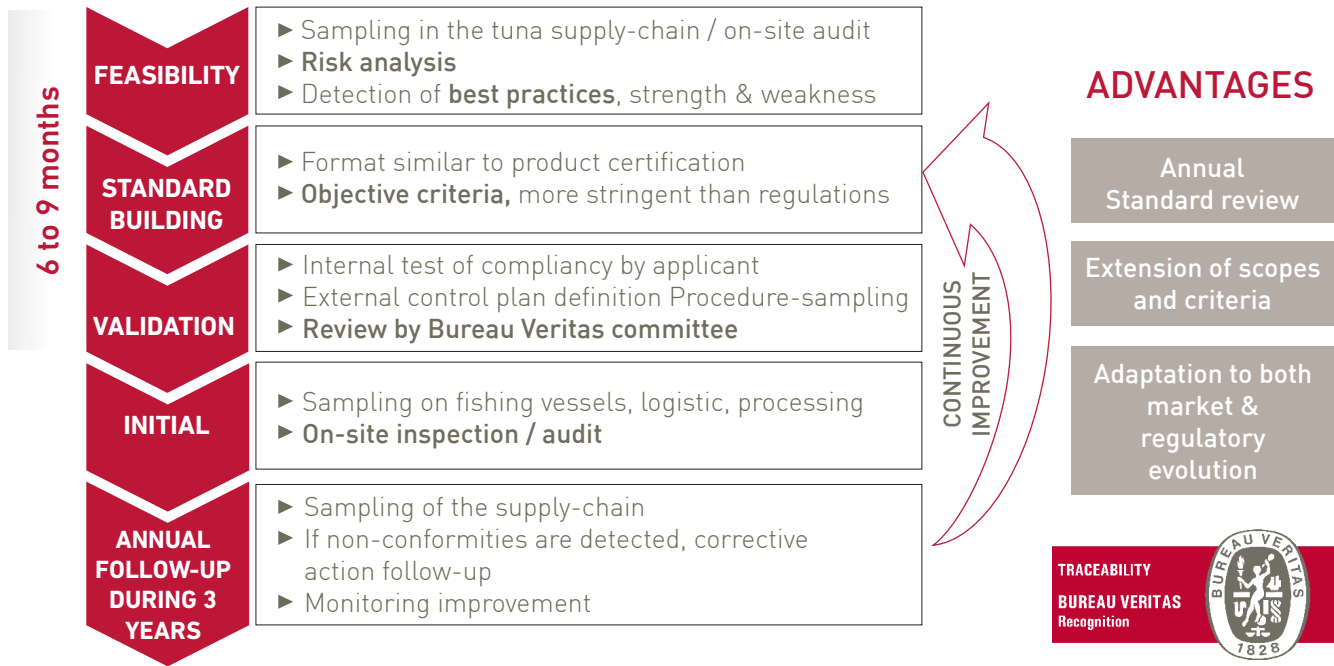 6 to 9 months
FEASIBILITY
► Sampling in the tuna supply-chain / on-site audit
► Risk analysis
► Detection of best practices, strength & weakness
STANDARD
BUILDING
► Format similar to product certification
► Objective criteria, more stringent than regulations
VALIDATION
► Internal test of compliancy by applicant
► External control plan definition Procedure-sampling
► Review by Bureau Veritas committee
INITIAL
► Sampling on fishing vessels, logistic, processing
► On-site inspection / audit
ANNUAL
FOLLOW-UP
DURING 3
YEARS
► Sampling of the supply-chain
► If non-conformities are detected, corrective
action follow-up
► Monitoring improvement
CONTINUOUS
IMPROVEMENT
ADVANTAGES
Annual
Standard review
Extension of scopes
and criteria
Adaptation to both
market &
regulatory
evolution
TRACEABILITY
BUREAU VERITAS
Recognition
BUREAU VERITAS
1828